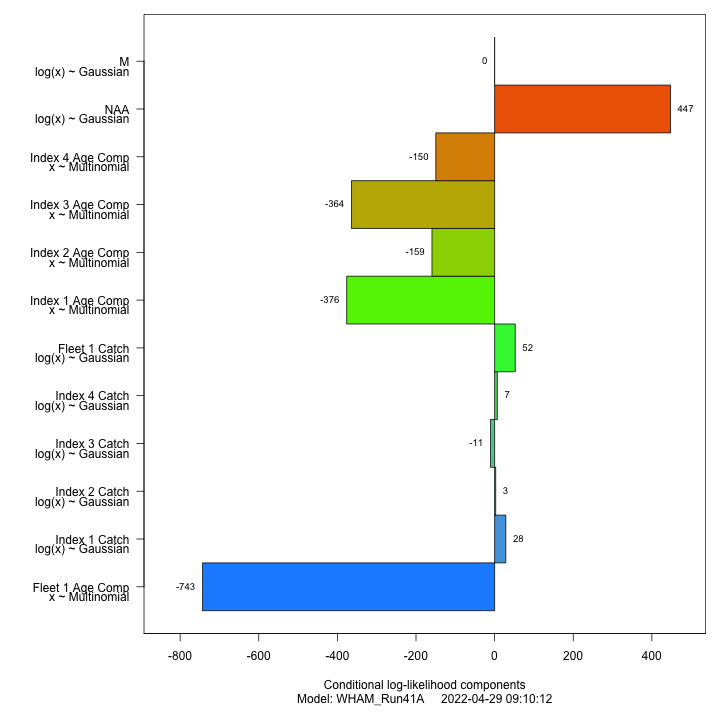 M
log(x) ~ Gaussian
0
NAA
log(x) ~ Gaussian
447
Index 4 Age Comp
x ~ Multinomial
-150
Index 3 Age Comp
x ~ Multinomial
-364
Index 2 Age Comp
x ~ Multinomial
-159
Index 1 Age Comp
x ~ Multinomial
-376
Fleet 1 Catch
log(x) ~ Gaussian
52
Index 4 Catch
log(x) ~ Gaussian
7
Index 3 Catch
log(x) ~ Gaussian
-11
Index 2 Catch
log(x) ~ Gaussian
3
Index 1 Catch
log(x) ~ Gaussian
28
Fleet 1 Age Comp
x ~ Multinomial
-743
-800 -600 -400 -200 0 200 400
Conditional log-likelihood components
Model: WHAM_Run41A 2022-04-29 09:10:12